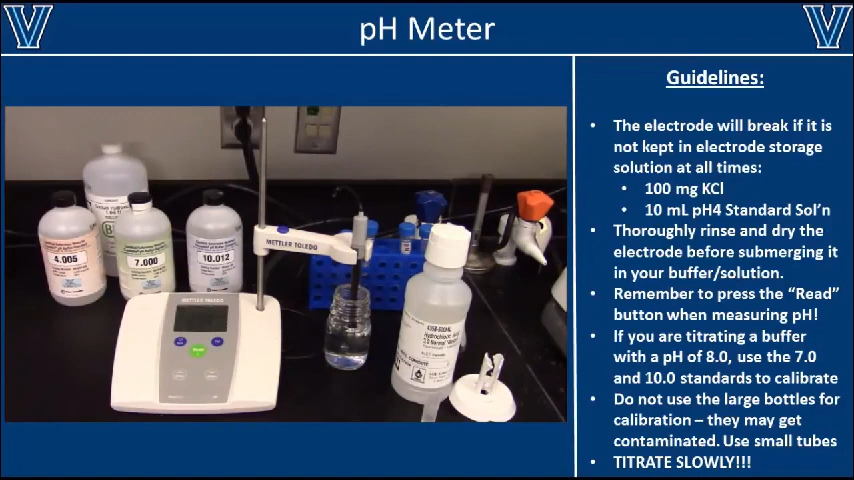 pH Meter
Guidelines:
• The electrode will break if it is
not kept in electrode storage
solution at all times:
• 100 mg KCl
• 10 mL pH4 Standard Sol’n
• Thoroughly rinse and dry the
electrode before submerging it
in your buffer/solution.
• Remember to press the “Read”
button when measuring pH!
• If you are titrating a buffer
with a pH of 8.0, use the 7.0
and 10.0 standards to calibrate
• Do not use the large bottles for
calibration – they may get
contaminated. Use small tubes
• TITRATE SLOWLY!!!
4.005
7.000
10.012
METTLER TOLEDO
METTLER TOLEDO